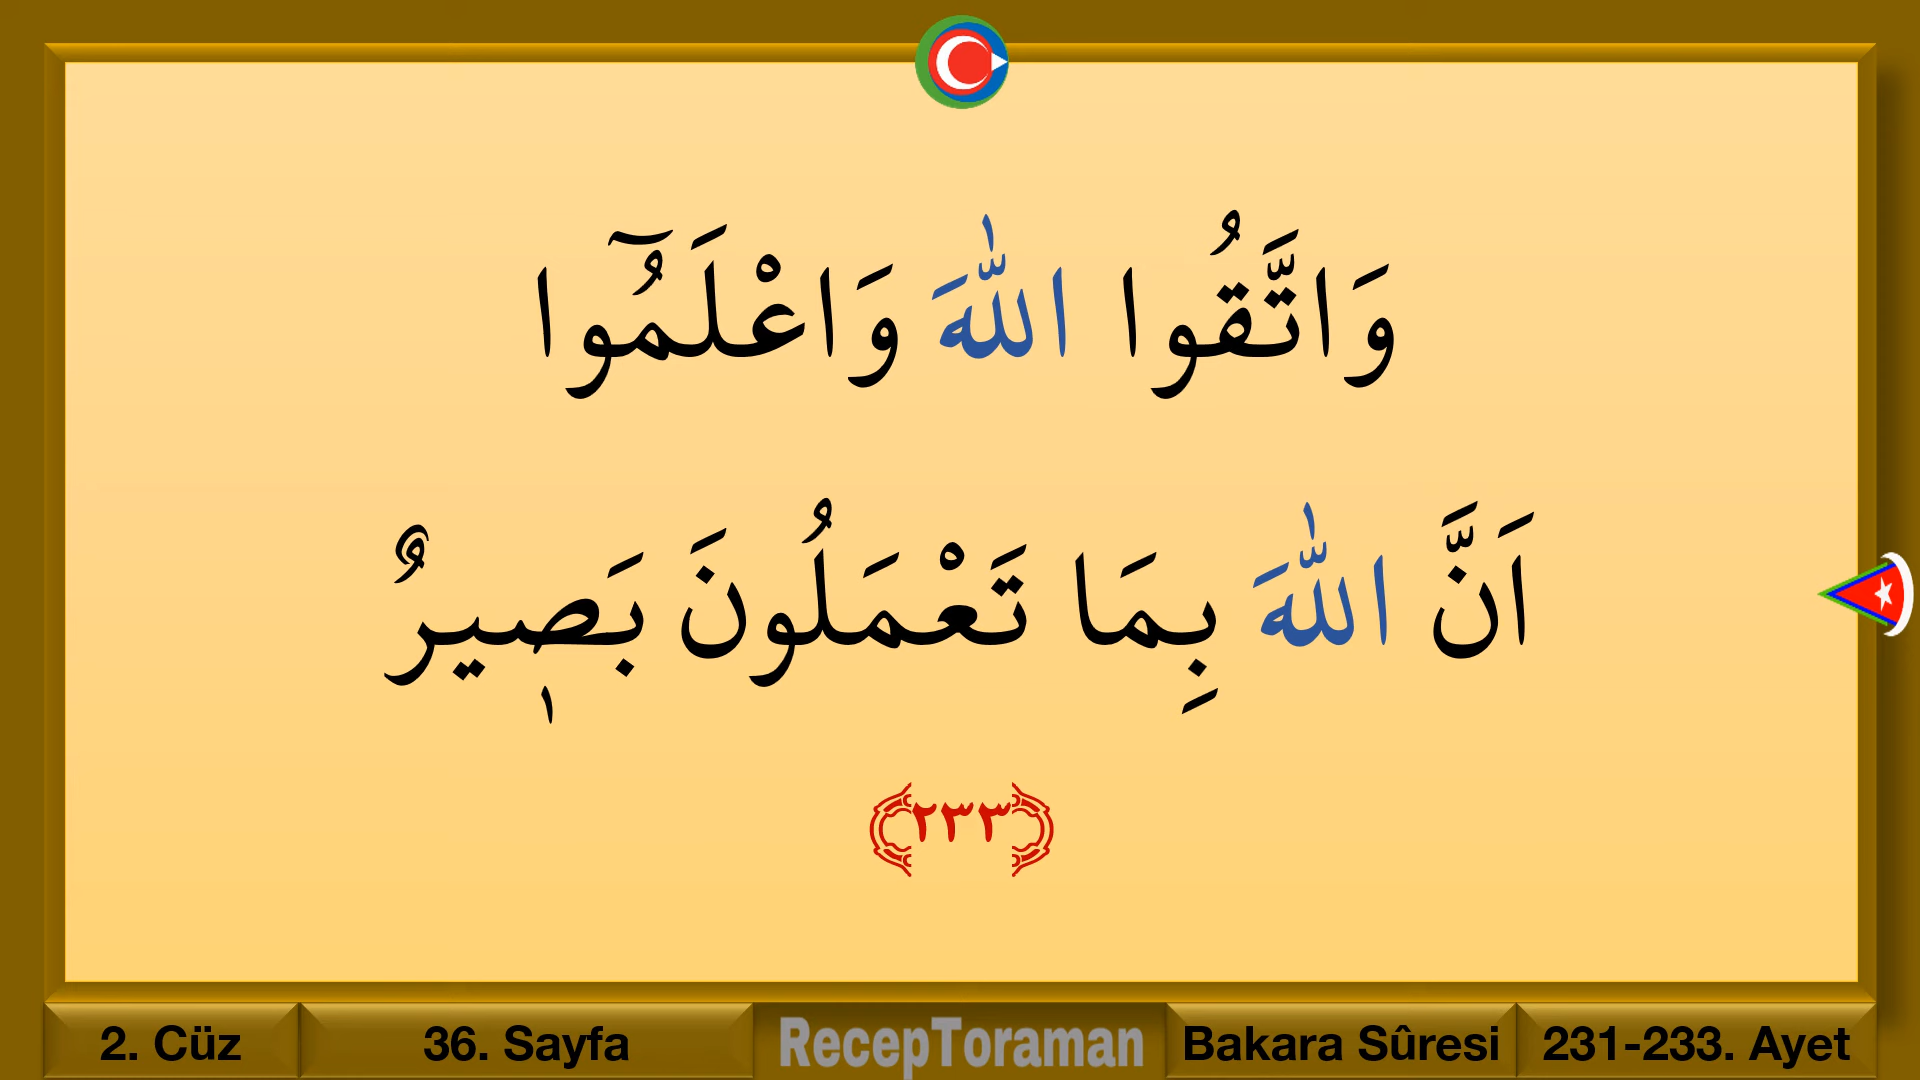 وَاتَّقُوا اللّٰهَ وَاعْلَمُٓوا
اَنَّ اللّٰهَ بِمَا تَعْمَلُونَ بَصٖيرٌ
﴿٢٣٣﴾
2. Cüz 36. Sayfa RecepToraman Bakara Sûresi 231-233. Ayet